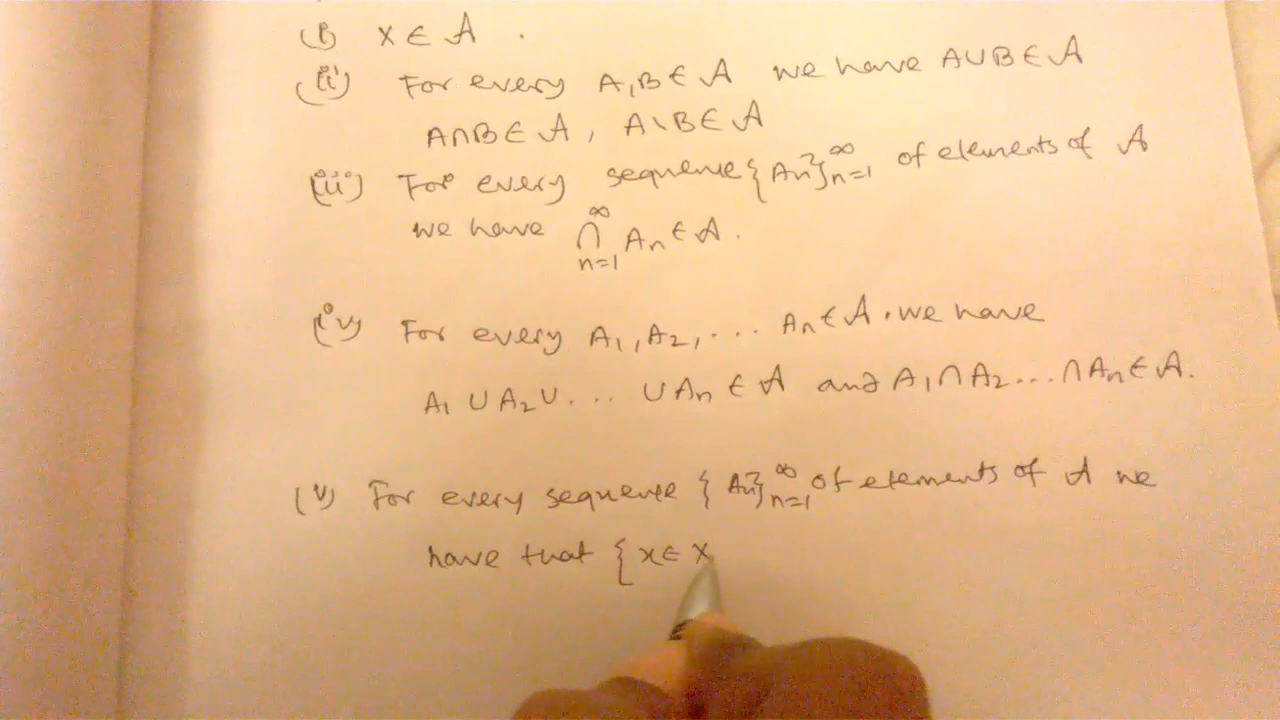 (i) X ∈ A .
(ii) For every A,B ∈ A we have A∪B ∈ A
A∩B ∈ A, A\B ∈ A
(iii) For every sequence {An}∞n=1 of elements of A
we have ∞∩n=1 An ∈ A.
(iv) For every A1,A2,... An ∈ A. we have
A1 ∪ A2 ∪ ... ∪ An ∈ A and A1 ∩ A2 ... ∩ An ∈ A.
(v) For every sequence {An}∞n=1 of elements of A we
have that {x ∈ X